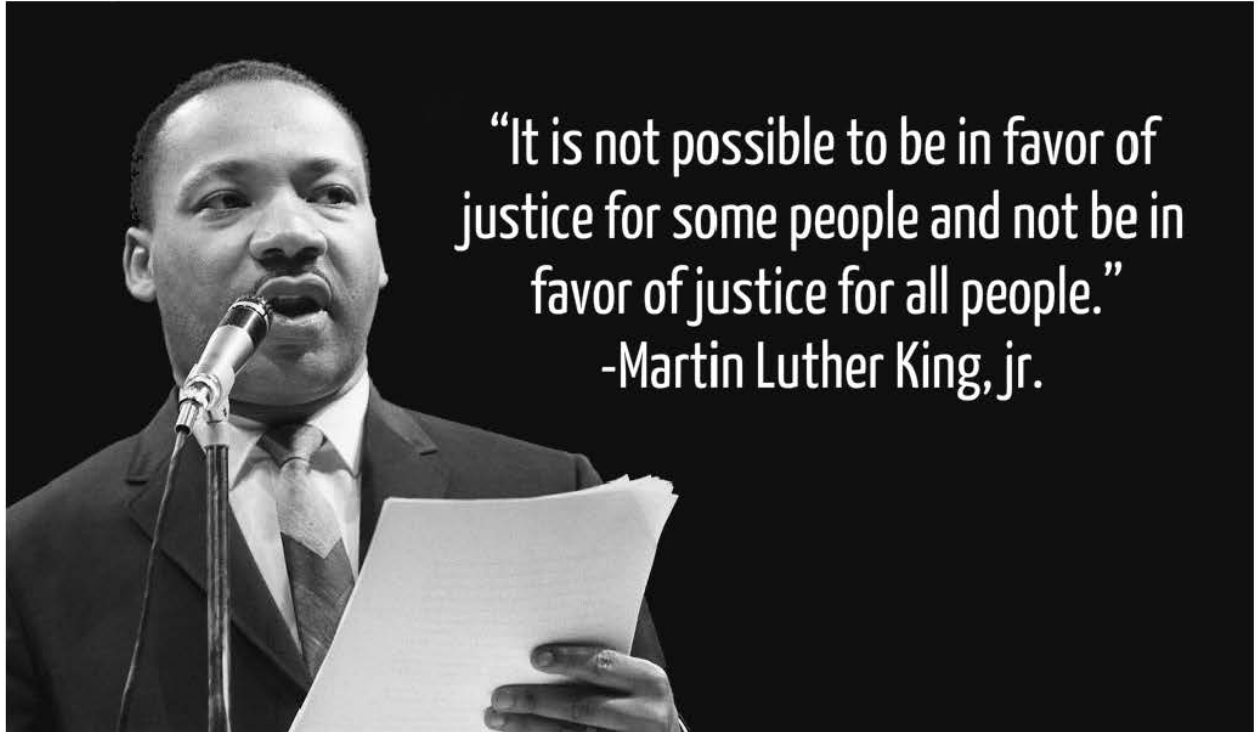 “It is not possible to be in favor of
justice for some people and not be in
favor of justice for all people.”
-Martin Luther King, jr.